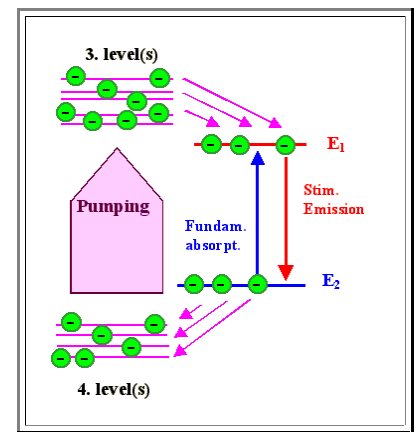 3. level(s)
E1
Pumping
Stim.
Emission
Fundam.
absorpt.
E2
4. level(s)